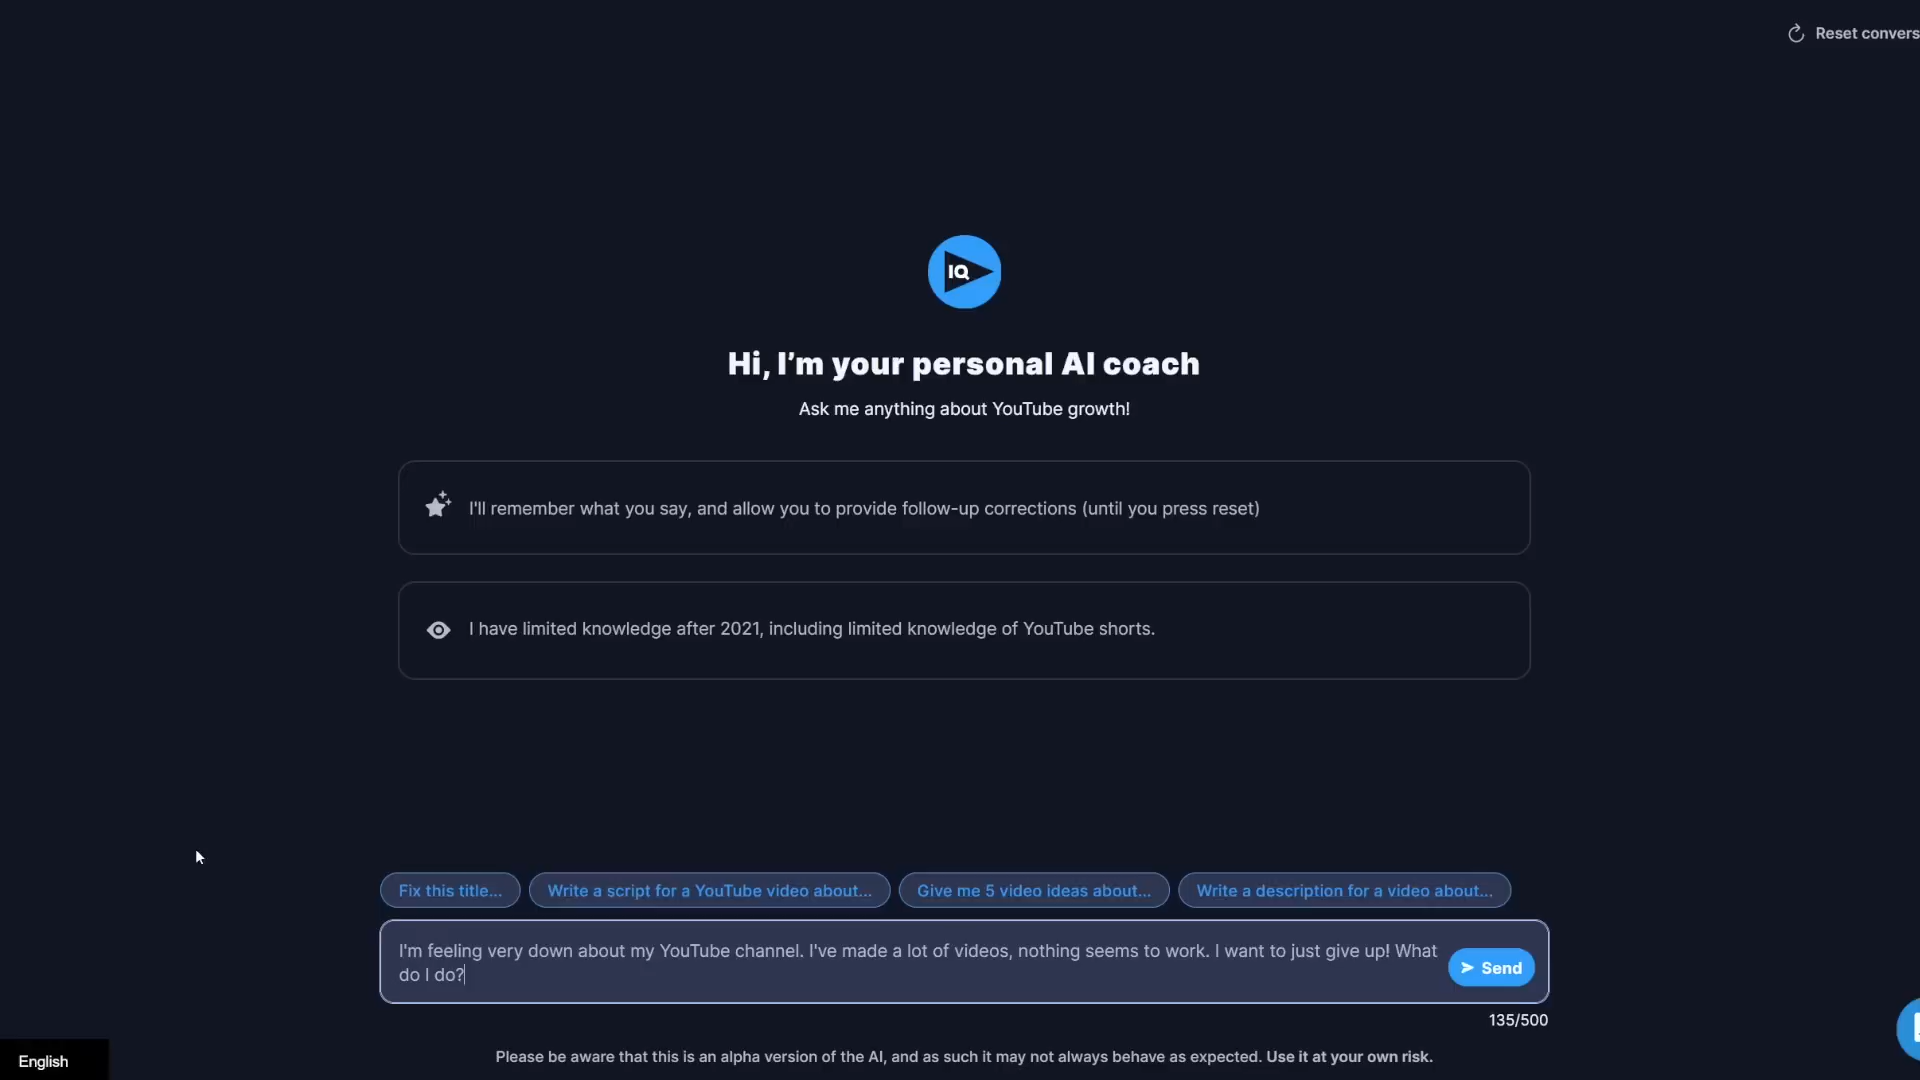 Reset convers
IQ
Hi, I’m your personal AI coach
Ask me anything about YouTube growth!
I'll remember what you say, and allow you to provide follow-up corrections (until you press reset)
I have limited knowledge after 2021, including limited knowledge of YouTube shorts.
Fix this title... Write a script for a YouTube video about... Give me 5 video ideas about... Write a description for a video about...
I'm feeling very down about my YouTube channel. I've made a lot of videos, nothing seems to work. I want to just give up! What
do I do?
Send
135/500
Please be aware that this is an alpha version of the AI, and as such it may not always behave as expected. Use it at your own risk.
English